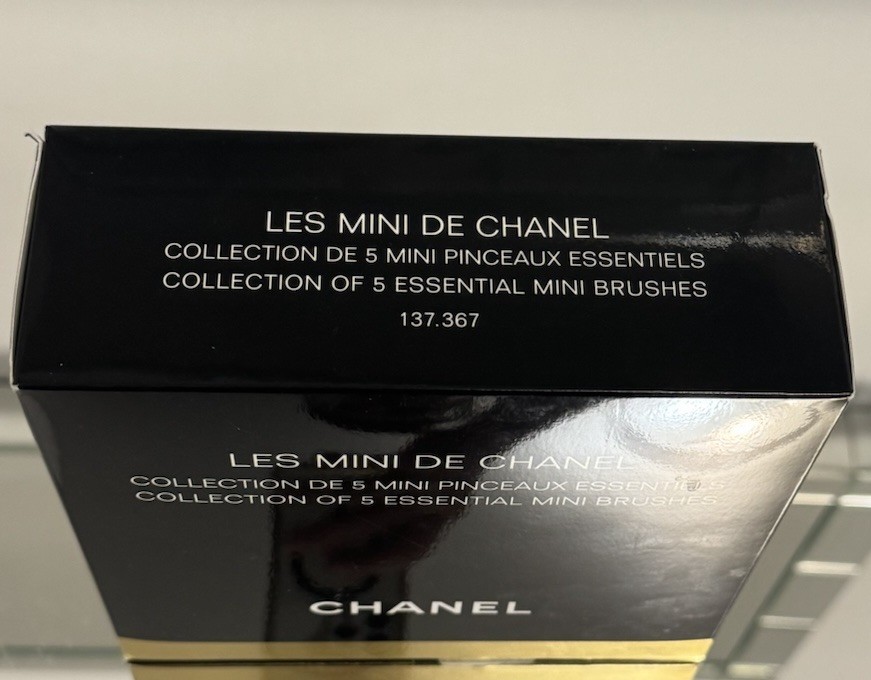 LES MINI DE CHANEL
COLLECTION DE 5 MINI PINCEAUX ESSENTIELS
COLLECTION OF 5 ESSENTIAL MINI BRUSHES
137.367
LES MINI DE CHANEL
COLLECTION DE 5 MINI PINCEAUX ESSENTIELS
COLLECTION OF 5 ESSENTIAL MINI BRUSHES
CHANEL